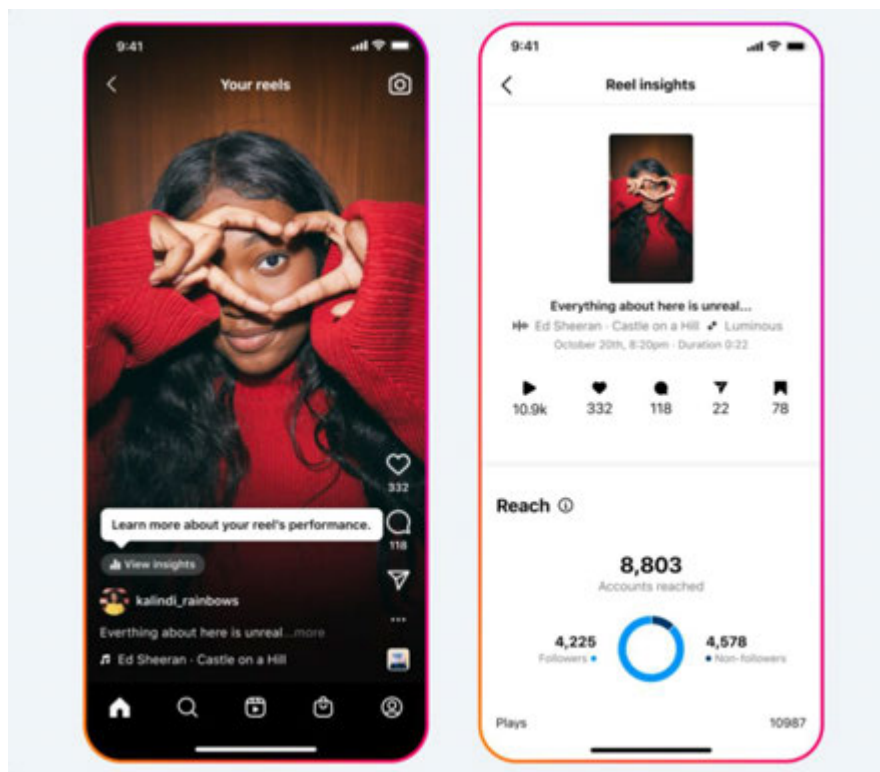 9:41
Your reels
332
Learn more about your reel's performance.
118
View insights
kalindi_rainbows
Everthing about here is unreal...more
Ed Sheeran · Castle on a Hill
9:41
Reel insights
Everything about here is unreal...
Ed Sheeran · Castle on a Hill Luminous
October 20th, 8:20pm · Duration 0:22
10.9k 332 118 22 78
Reach
8,803
Accounts reached
4,225 4,578
Followers Non-followers
Plays 10987